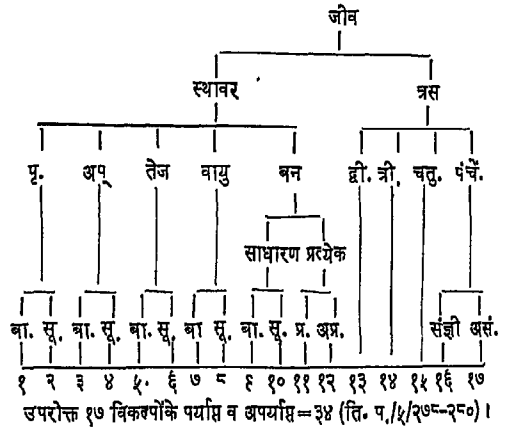 जीव
स्थावर त्रस
पृ. अप् तेज वायु बन द्वी. त्री. चतु. पंचें.
साधारण प्रत्येक
बा. सू. बा. सू. बा. सू. बा सू. बा. सू. प्र. अप्र. संज्ञी असं.
१ २ ३ ४ ५. ६ ७ ८ ९ १० ११ १२ १३ १४ १५ १६ १७
उपरोक्त १७ विकल्पोंके पर्याप्त व अपर्याप्त=३४ (ति. प./५/२७८-२८०)।